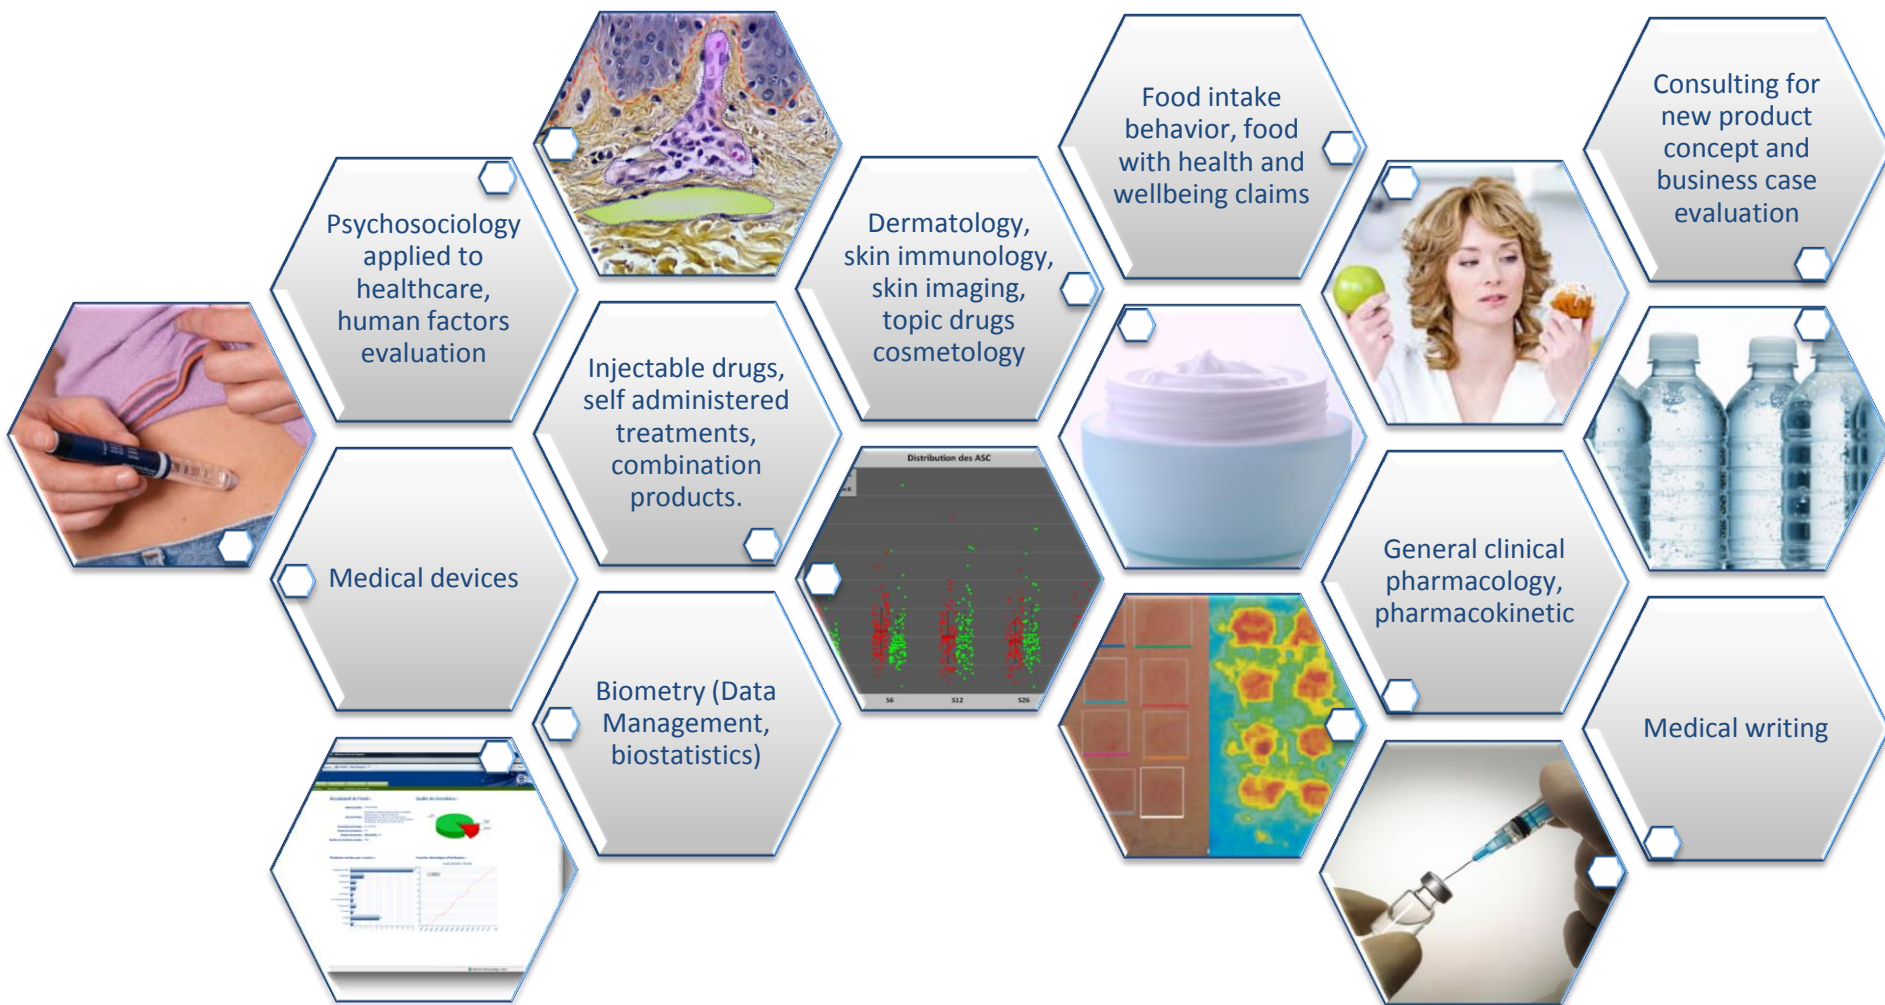 Psychosociology
applied to
healthcare,
human factors
evaluation
Medical devices
Injectable drugs,
self administered
treatments,
combination
products.
Biometry (Data
Management,
biostatistics)
Dermatology,
skin immunology,
skin imaging,
topic drugs
cosmetology
Distribution des ASC
S6
S12
S26
Food intake
behavior, food
with health and
wellbeing claims
General clinical
pharmacology,
pharmacokinetic
Consulting for
new product
concept and
business case
evaluation
Medical writing